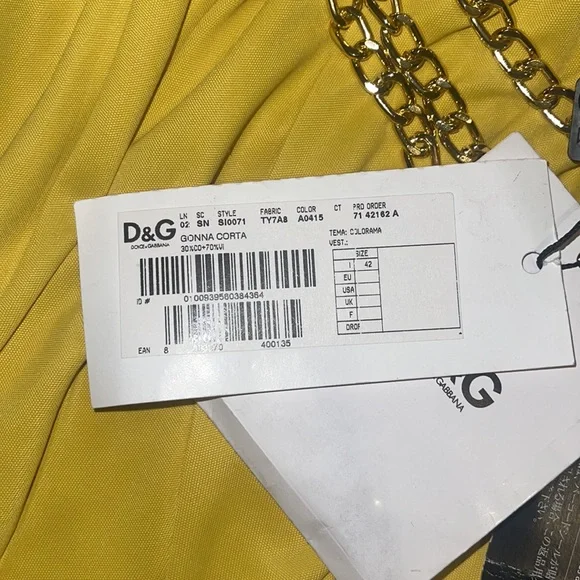 LN SC STYLE FABRIC COLOR CT PRO ORDER
02 SN SI0071 TY7A8 A0415 71 42162 A
D&G
DOLCE & GABBANA
GONNA CORTA
30%CO+70%VI
TEMA: COLORAMA
VEST.:
SIZE
I 42
EU
USA
UK
F
DROP
ID # 0100939580384364
EAN 8 400135
D&G
GABBANA